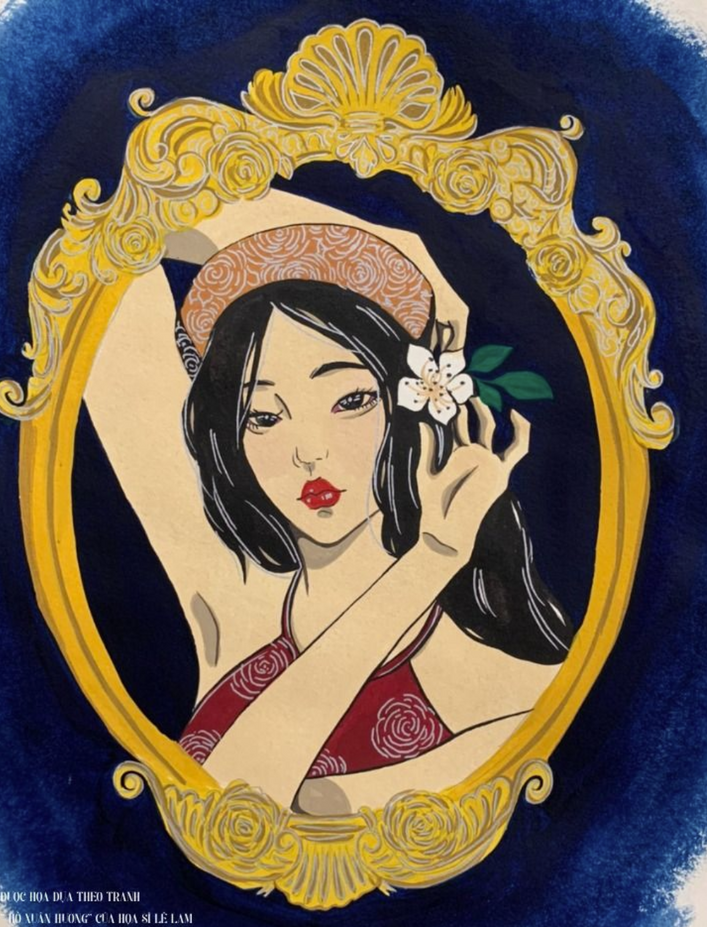 ĐƯỢC HỌA DỰA THEO TRANH
"HỒ XUÂN HƯƠNG" CỦA HỌA SĨ LÊ LAM